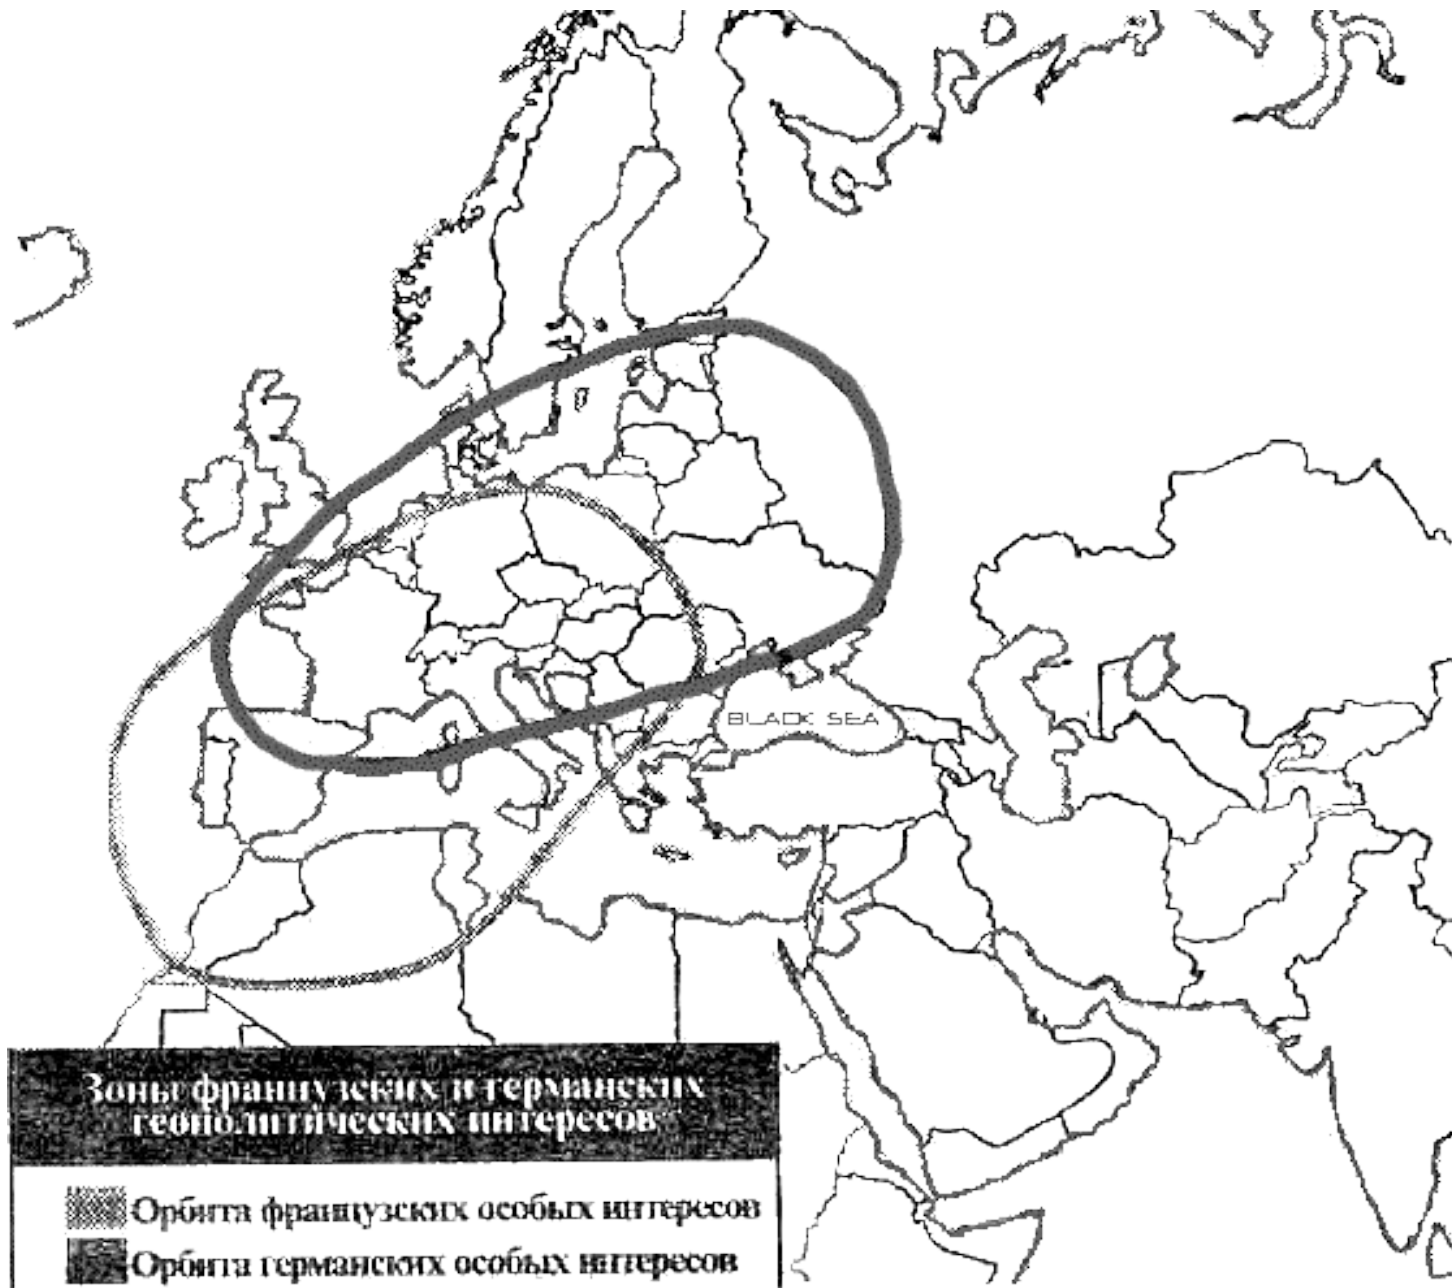 BLACK SEA
Зоны французских и германских
геополитических интересов
Орбита французских особых интересов
Орбита германских особых интересов